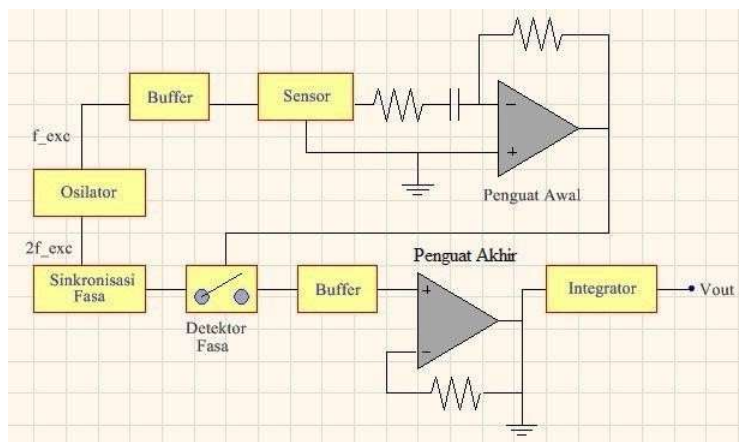 Buffer
Sensor
f_exc
Osilator
−
+
Penguat Awal
2f_exc
Penguat Akhir
Sinkronisasi
Fasa
Detektor
Fasa
Buffer
+
−
Integrator
Vout